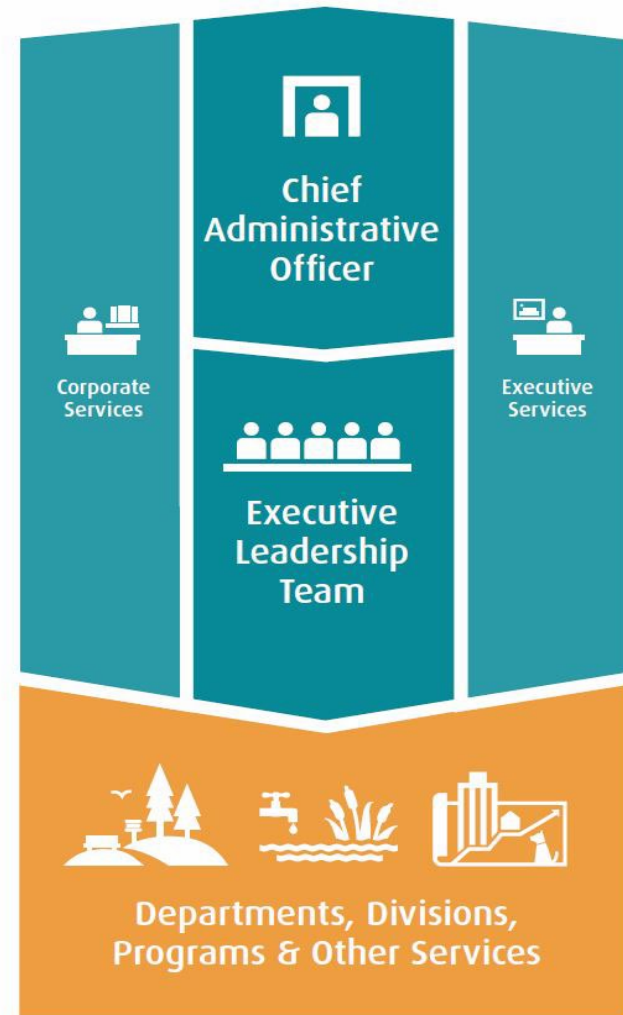 Chief
Administrative
Officer
Corporate
Services
Executive
Services
Executive
Leadership
Team
Departments, Divisions,
Programs & Other Services